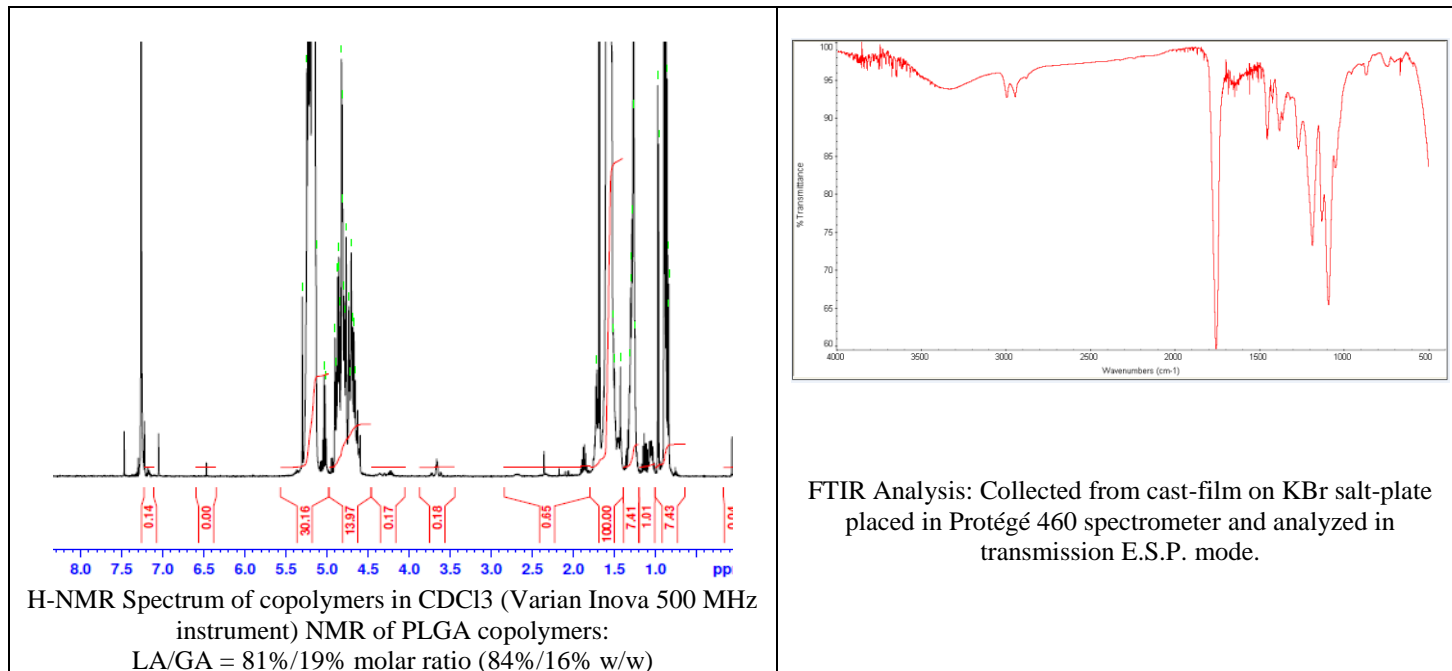 0.14
0.00
30.16
13.97
0.17
0.18
0.65
100.00
7.41
1.01
7.43
8.0 7.5 7.0 6.5 6.0 5.5 5.0 4.5 4.0 3.5 3.0 2.5 2.0 1.5 1.0
H-NMR Spectrum of copolymers in CDCl3 (Varian Inova 500 MHz
instrument) NMR of PLGA copolymers:
LA/GA = 81%/19% molar ratio (84%/16% w/w)
100
95
90
85
80
75
70
65
60
% Transmittance
4000 3500 3000 2000 1500 1000 500
Wavenumbers (cm-1)
FTIR Analysis: Collected from cast-film on KBr salt-plate
placed in Protégé 460 spectrometer and analyzed in
transmission E.S.P. mode.